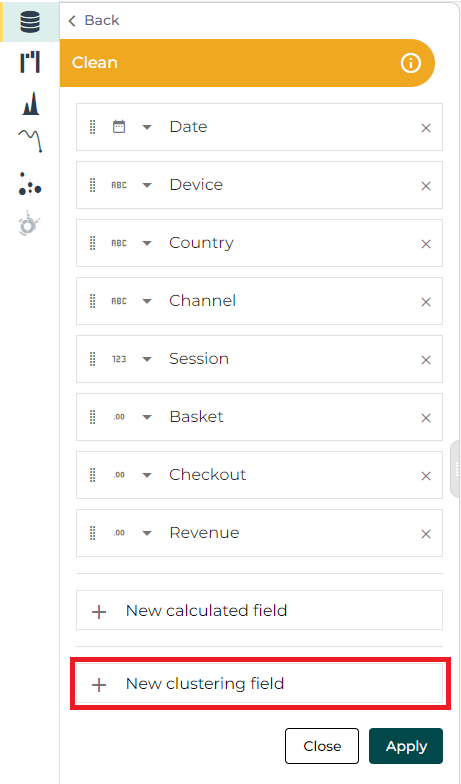 Back
Clean
Date
ABC Device
ABC Country
ABC Channel
123 Session
.00 Basket
.00 Checkout
.00 Revenue
New calculated field
New clustering field
Close Apply